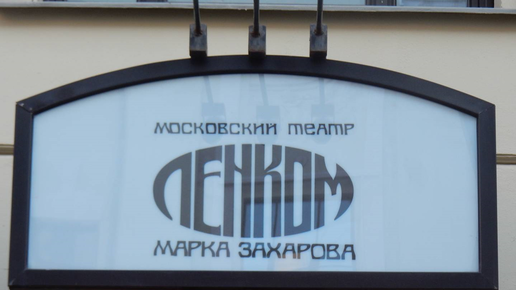 МОСКОВСКИЙ ТЕАТР
ЛЕНКОМ
МАРКА ЗАХАРОВА